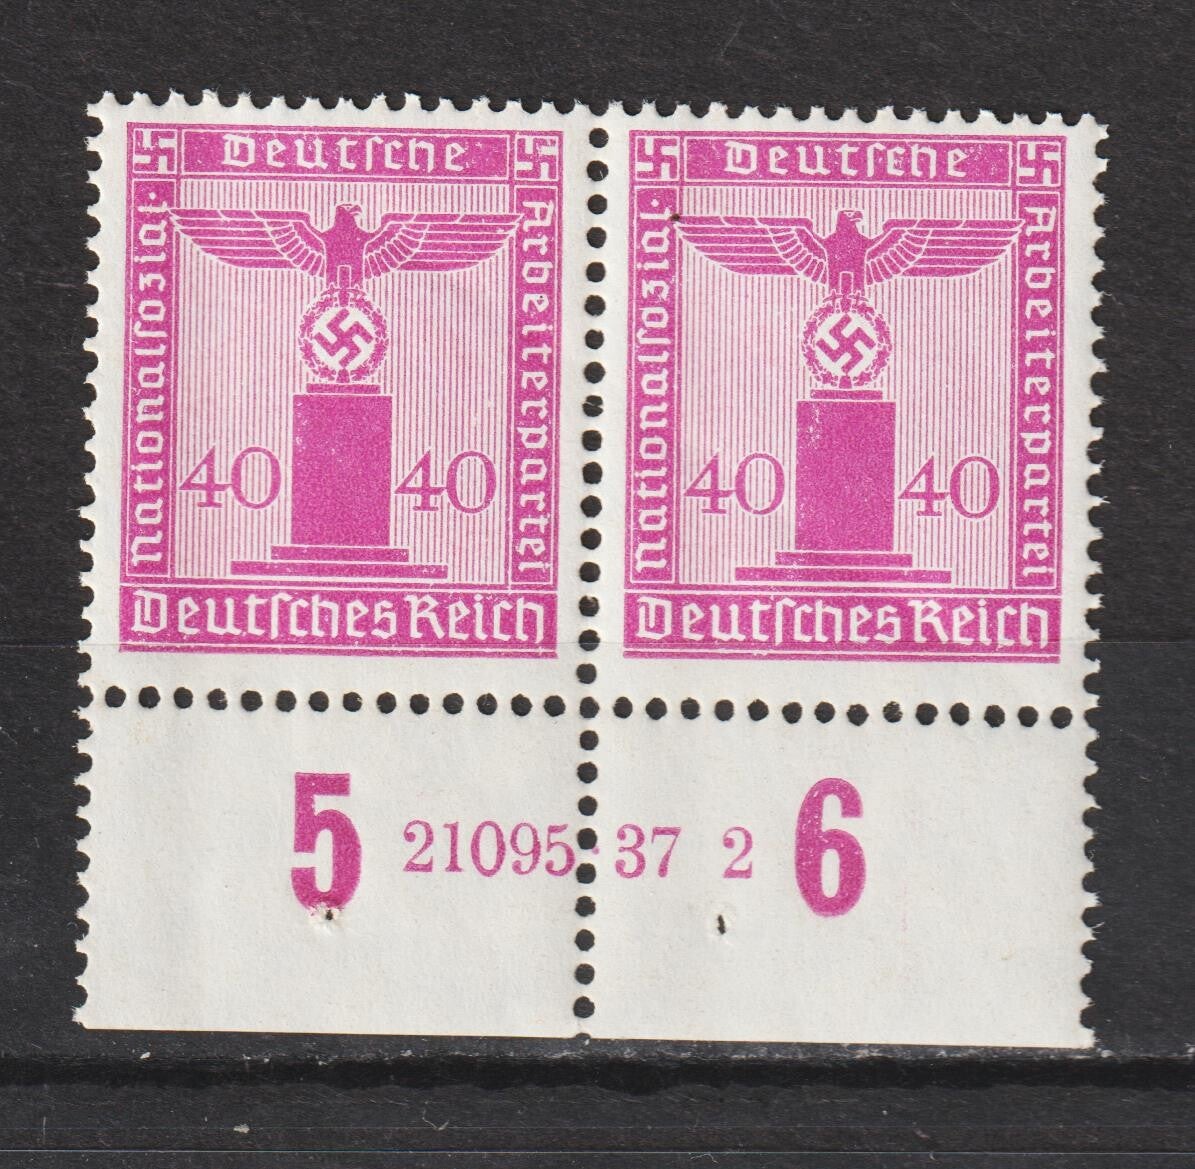 Deutsche
Nationalsozial·
Arbeiterpartei
40 40
Deutsches Reich
Deutsche
Nationalsozial·
Arbeiterpartei
40 40
Deutsches Reich
5 21095·37 2 6